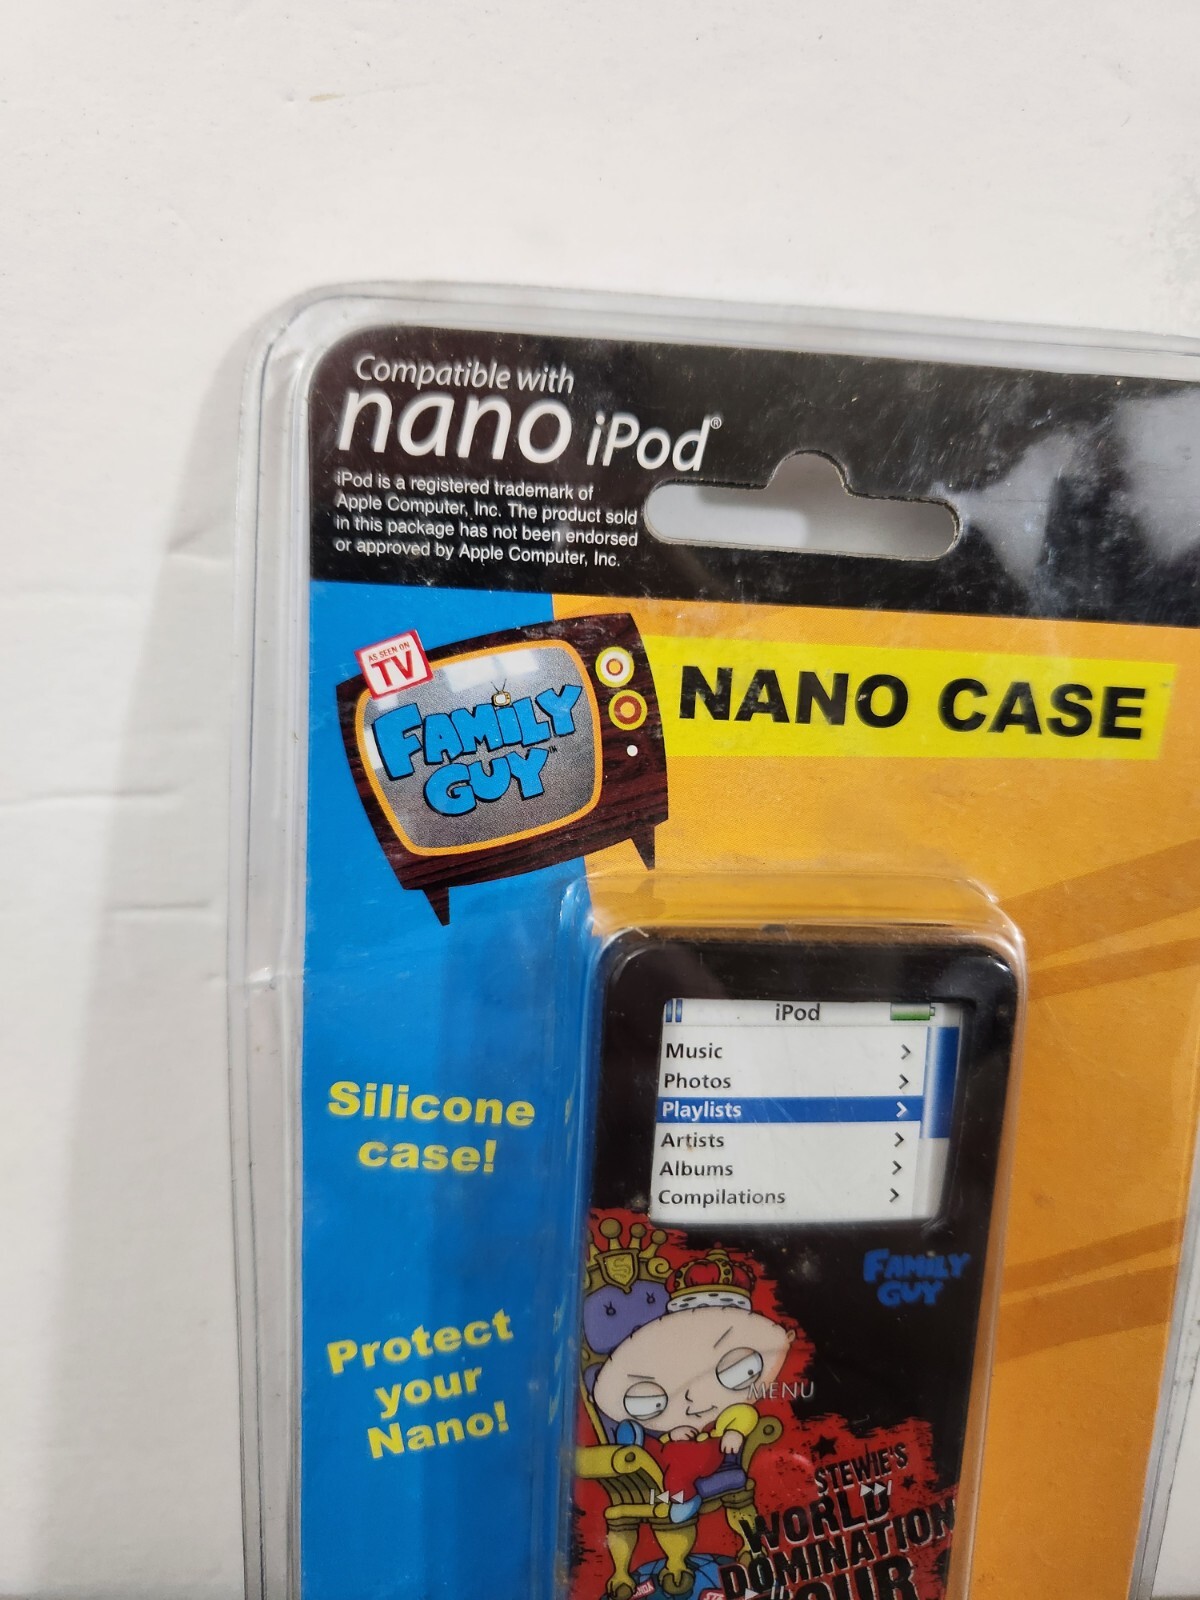 Compatible with
nano iPod®
iPod is a registered trademark of
Apple Computer, Inc. The product sold
in this package has not been endorsed
or approved by Apple Computer, Inc.
AS SEEN ON
TV
FAMILY
GUY™
NANO CASE
iPod
Music
Photos
Playlists
Artists
Albums
Compilations
Silicone
case!
FAMILY
GUY
Protect
your
Nano!
S
MENU
STEWIE'S
WORLD
DOMINATION
TOUR